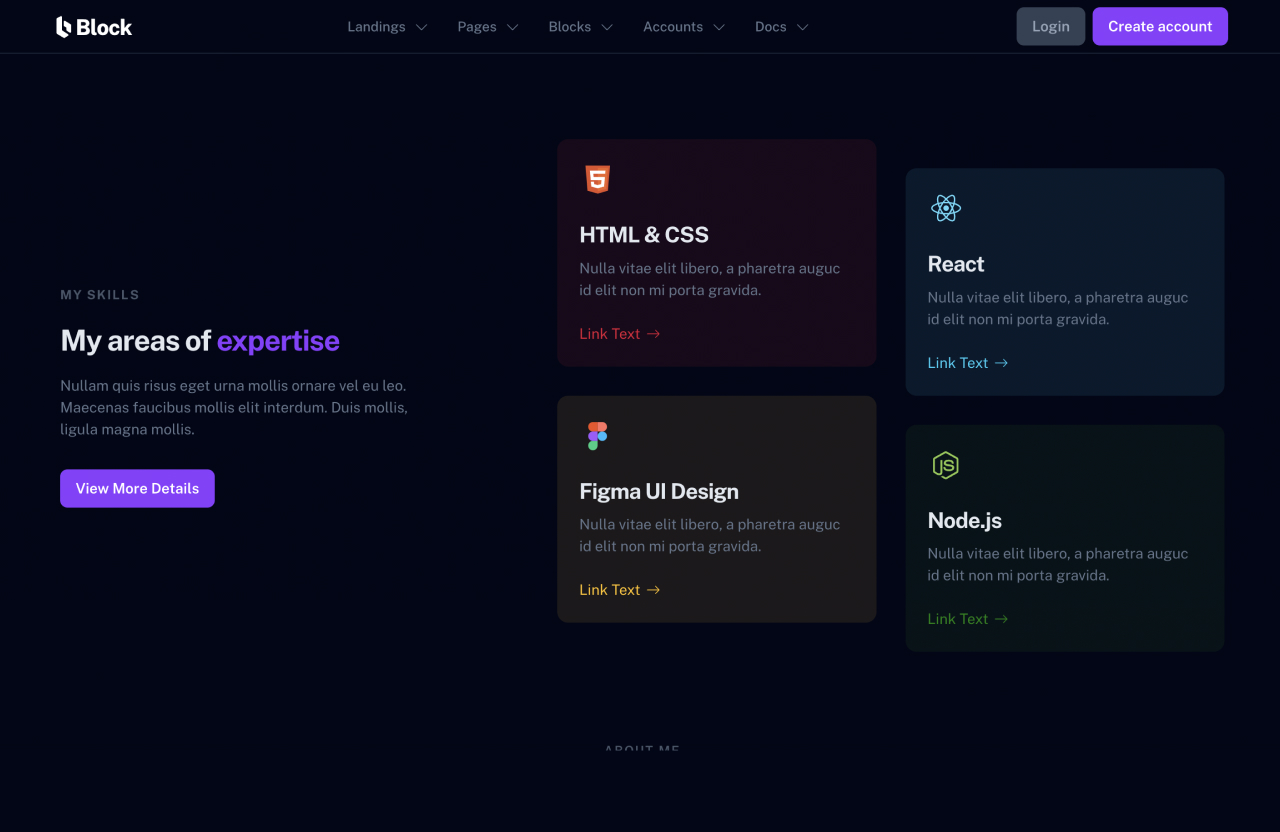 Block
Landings
Pages
Blocks
Accounts
Docs
Login
Create account
MY SKILLS
My areas of expertise
Nullam quis risus eget urna mollis ornare vel eu leo.
Maecenas faucibus mollis elit interdum. Duis mollis,
ligula magna mollis.
View More Details
HTML & CSS
Nulla vitae elit libero, a pharetra auguc
id elit non mi porta gravida.
Link Text →
Figma UI Design
Nulla vitae elit libero, a pharetra auguc
id elit non mi porta gravida.
Link Text →
React
Nulla vitae elit libero, a pharetra auguc
id elit non mi porta gravida.
Link Text →
JS
Node.js
Nulla vitae elit libero, a pharetra auguc
id elit non mi porta gravida.
Link Text →
ABOUT ME